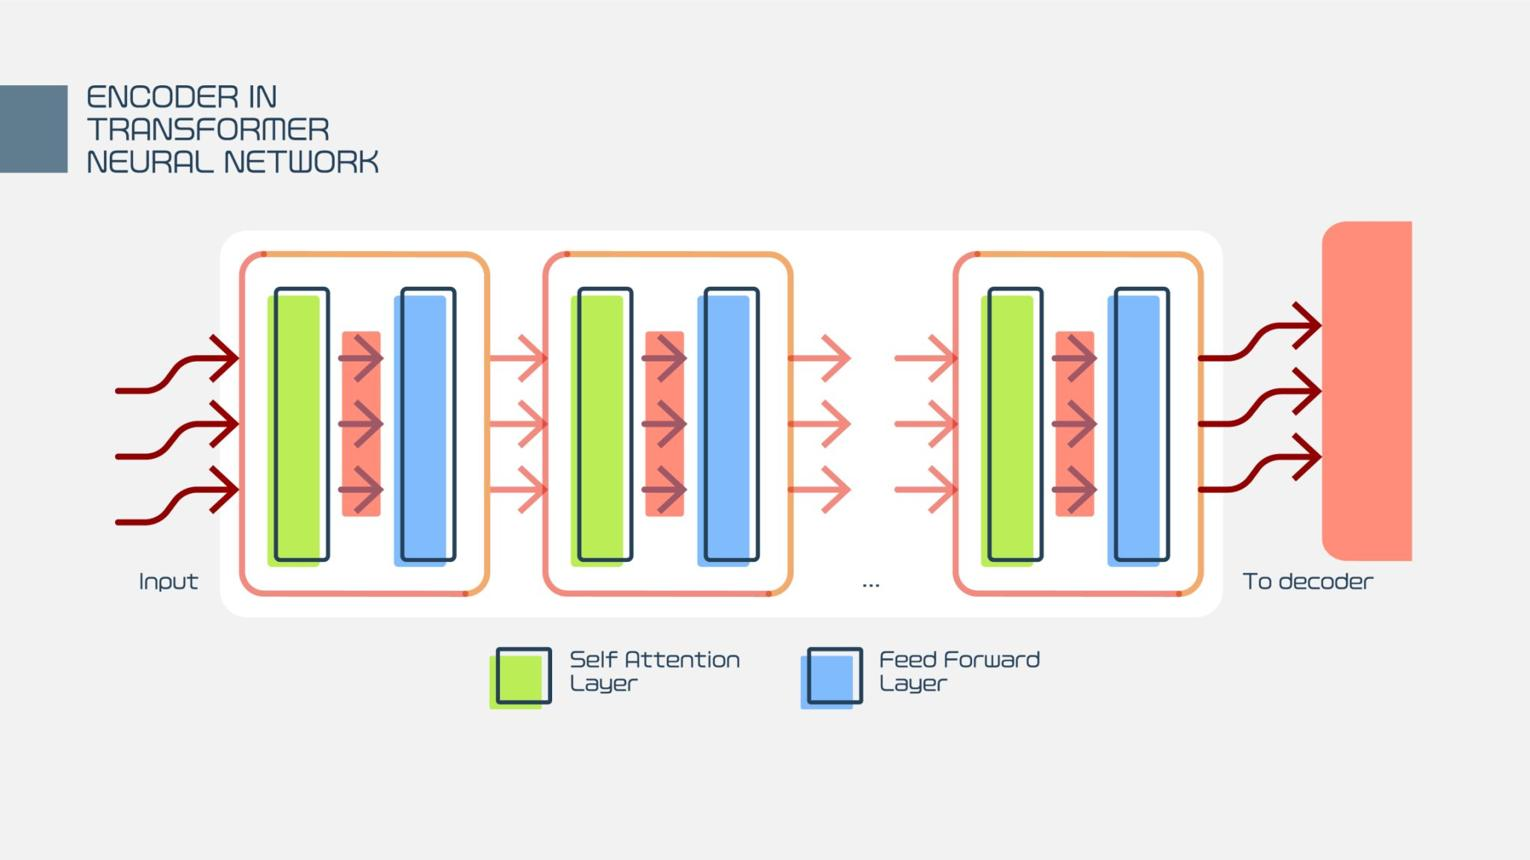 ENCODER IN
TRANSFORMER
NEURAL NETWORK
Input
...
To decoder
Self Attention
Layer
Feed Forward
Layer